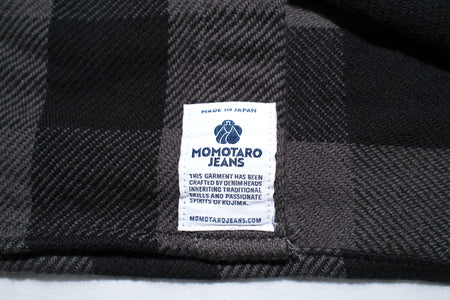 MADE IN JAPAN
MOMOTARO
JEANS
THIS GARMENT HAS BEEN
CRAFTED BY DENIM HEADS
INHERITING TRADITIONAL
SKILLS AND PASSIONATE
SPIRITS OF KOJIMA.
MOMOTAROJEANS.COM